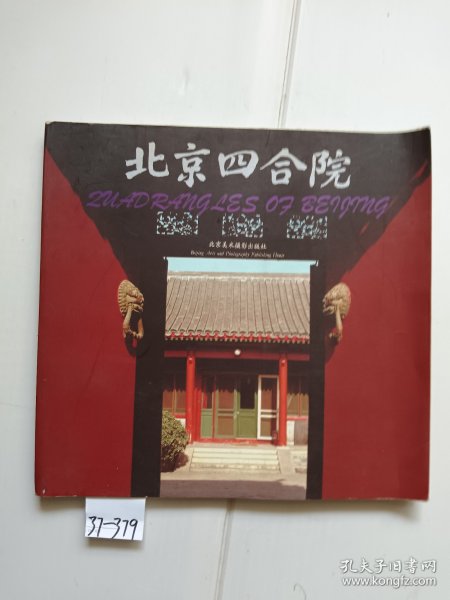 北京四合院
QUADRANGLES OF BEIJING
北京美术摄影出版社
Beijing Arts and Photography Publishing House
37-379
孔夫子旧书网
www.kongfz.com